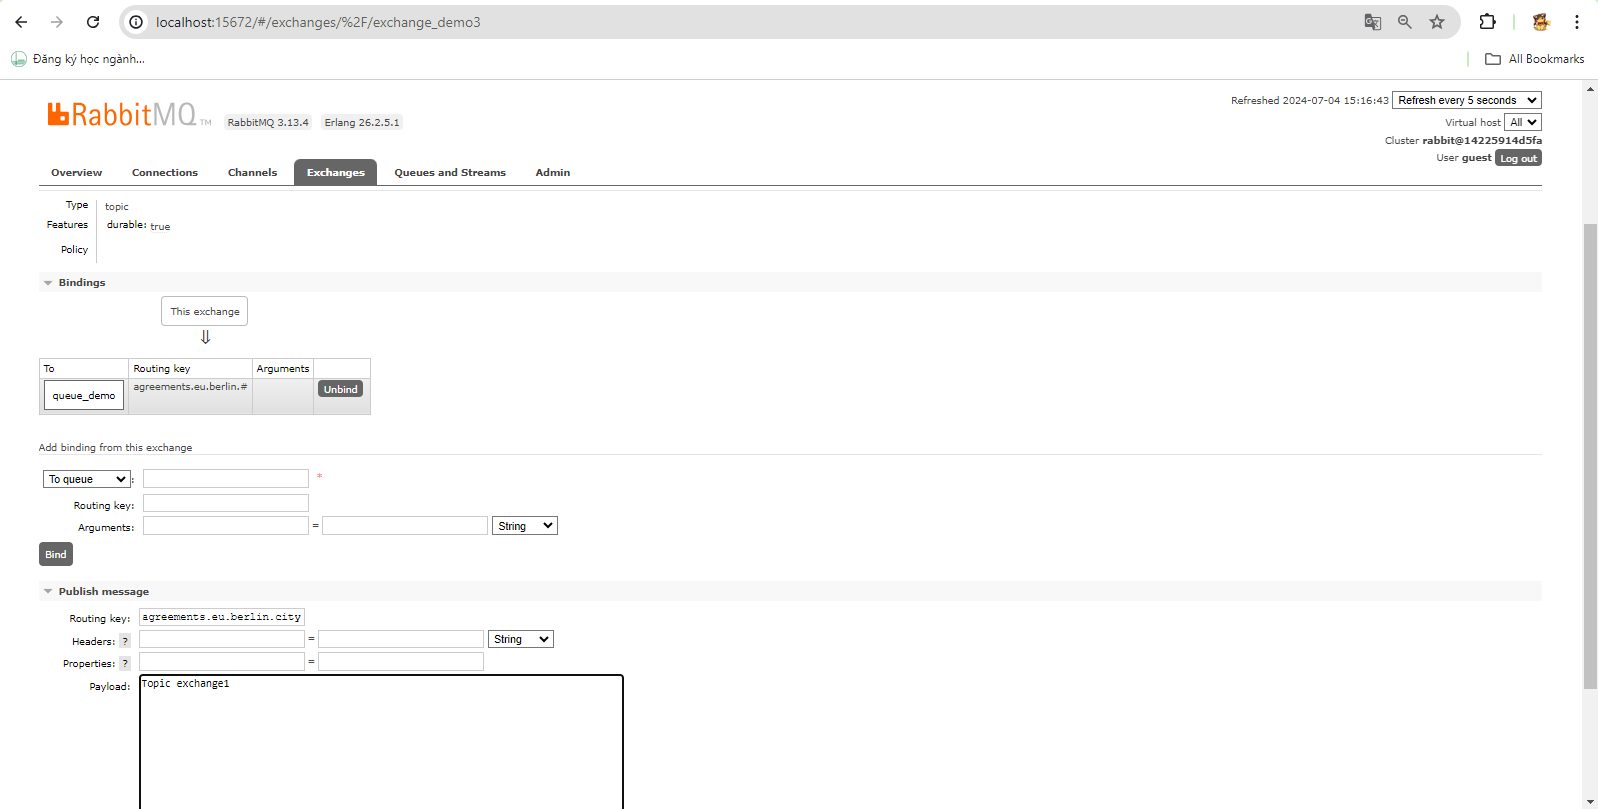 localhost:15672/#/exchanges/%2F/exchange_demo3
Đăng ký học ngành...
All Bookmarks
RabbitMQ TM
RabbitMQ 3.13.4
Erlang 26.2.5.1
Refreshed 2024-07-04 15:16:43
Refresh every 5 seconds
Virtual host All
Cluster rabbit@14225914d5fa
User guest Log out
Overview Connections Channels Exchanges Queues and Streams Admin
Type topic
Features durable: true
Policy
Bindings
This exchange
⇓
To Routing key Arguments
queue_demo agreements.eu.berlin.# Unbind
Add binding from this exchange
To queue : *
Routing key:
Arguments: = String
Bind
Publish message
Routing key: agreements.eu.berlin.city
Headers: ? = String
Properties: ? =
Payload: Topic exchange1